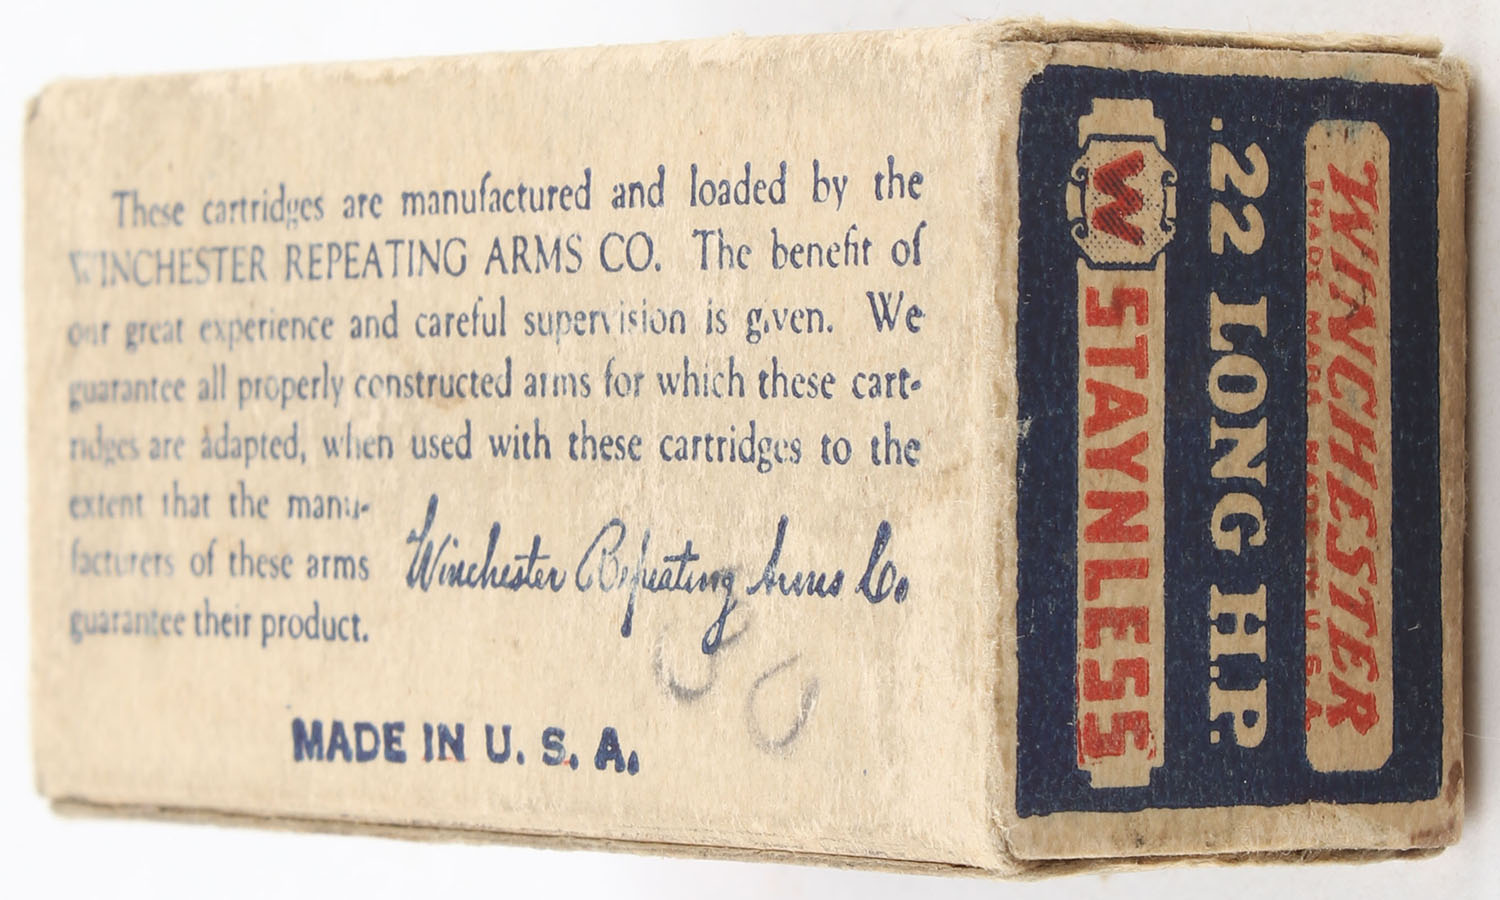 These cartridges are manufactured and loaded by the
WINCHESTER REPEATING ARMS CO. The benefit of
our great experience and careful supervision is given. We
guarantee all properly constructed arms for which these cart-
ridges are adapted, when used with these cartridges to the
extent that the manu-
facturers of these arms
guarantee their product.
Winchester Repeating Arms Co.
MADE IN U. S. A.
WINCHESTER
TRADE MARK MADE IN U.S.A.
.22 LONG H.P.
W STAYNLESS